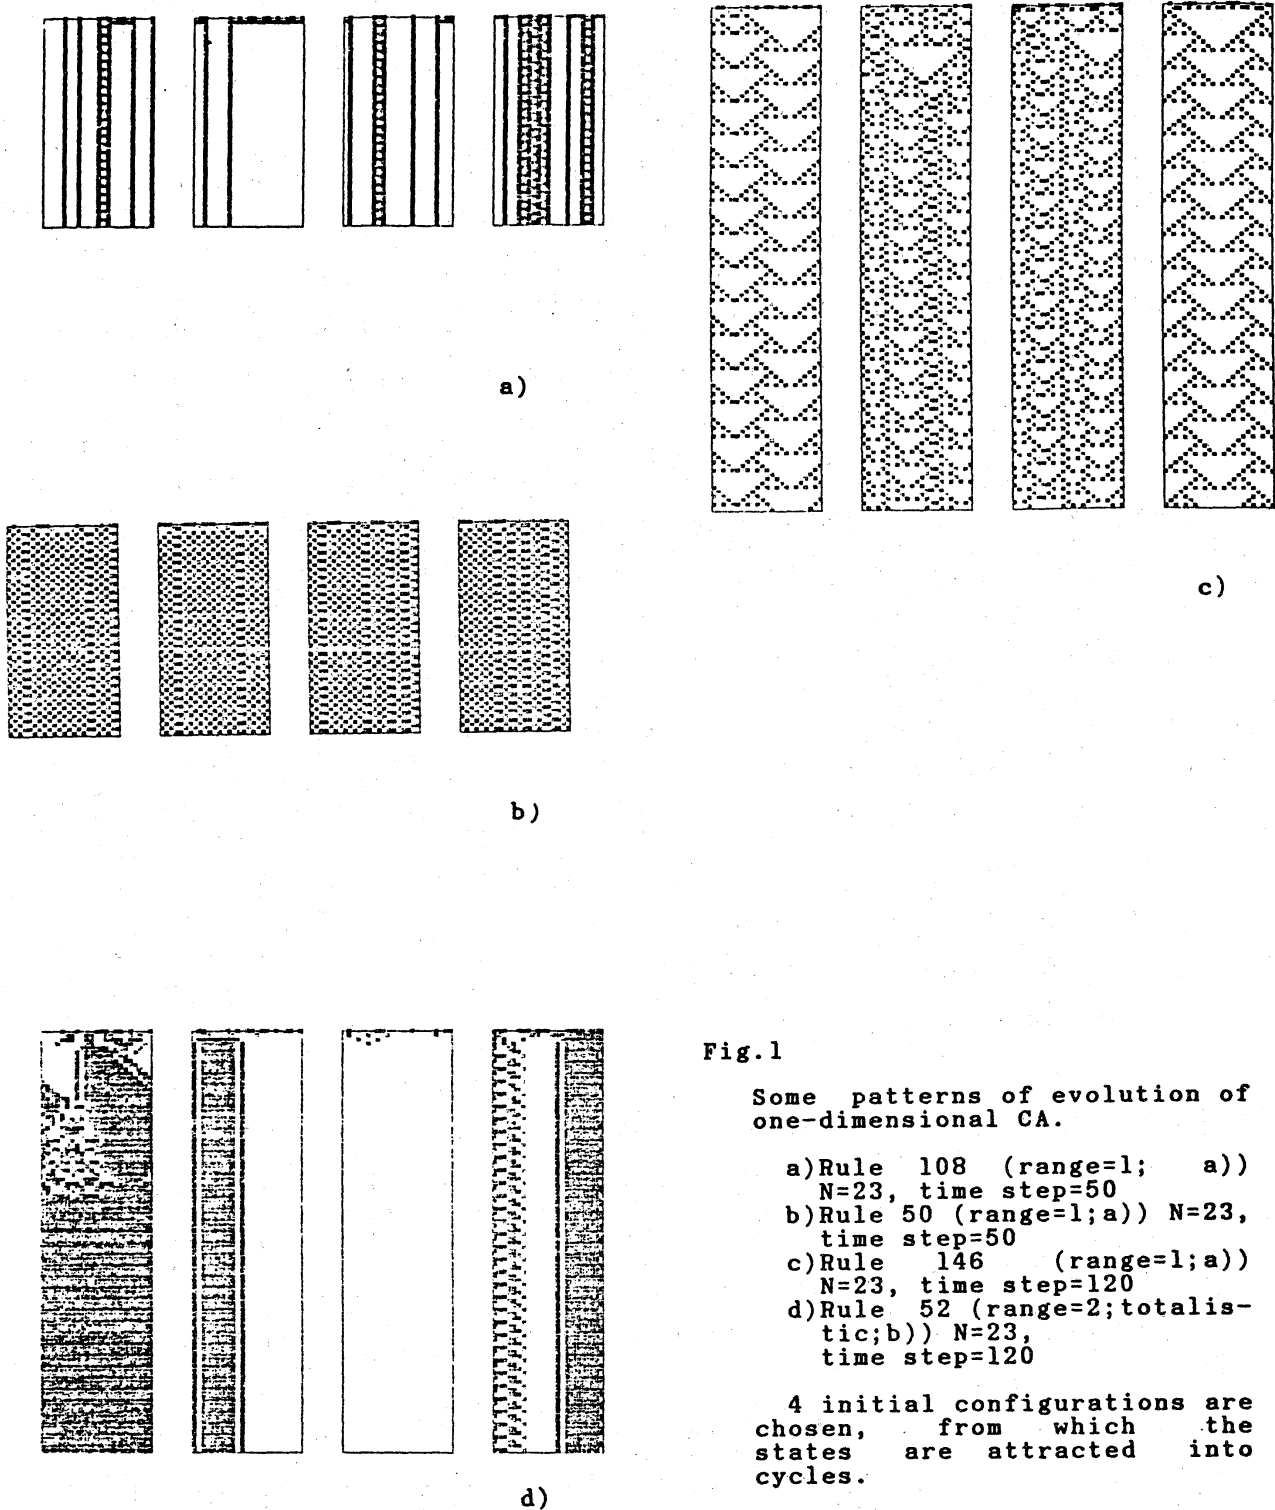 a)
c)
b)
d)
Fig.1
Some patterns of evolution of
one-dimensional CA.
a)Rule 108 (range=1; a))
N=23, time step=50
b)Rule 50 (range=1;a)) N=23,
time step=50
c)Rule 146 (range=1;a))
N=23, time step=120
d)Rule 52 (range=2;totalis-
tic;b)) N=23,
time step=120
4 initial configurations are
chosen, from which the
states are attracted into
cycles.